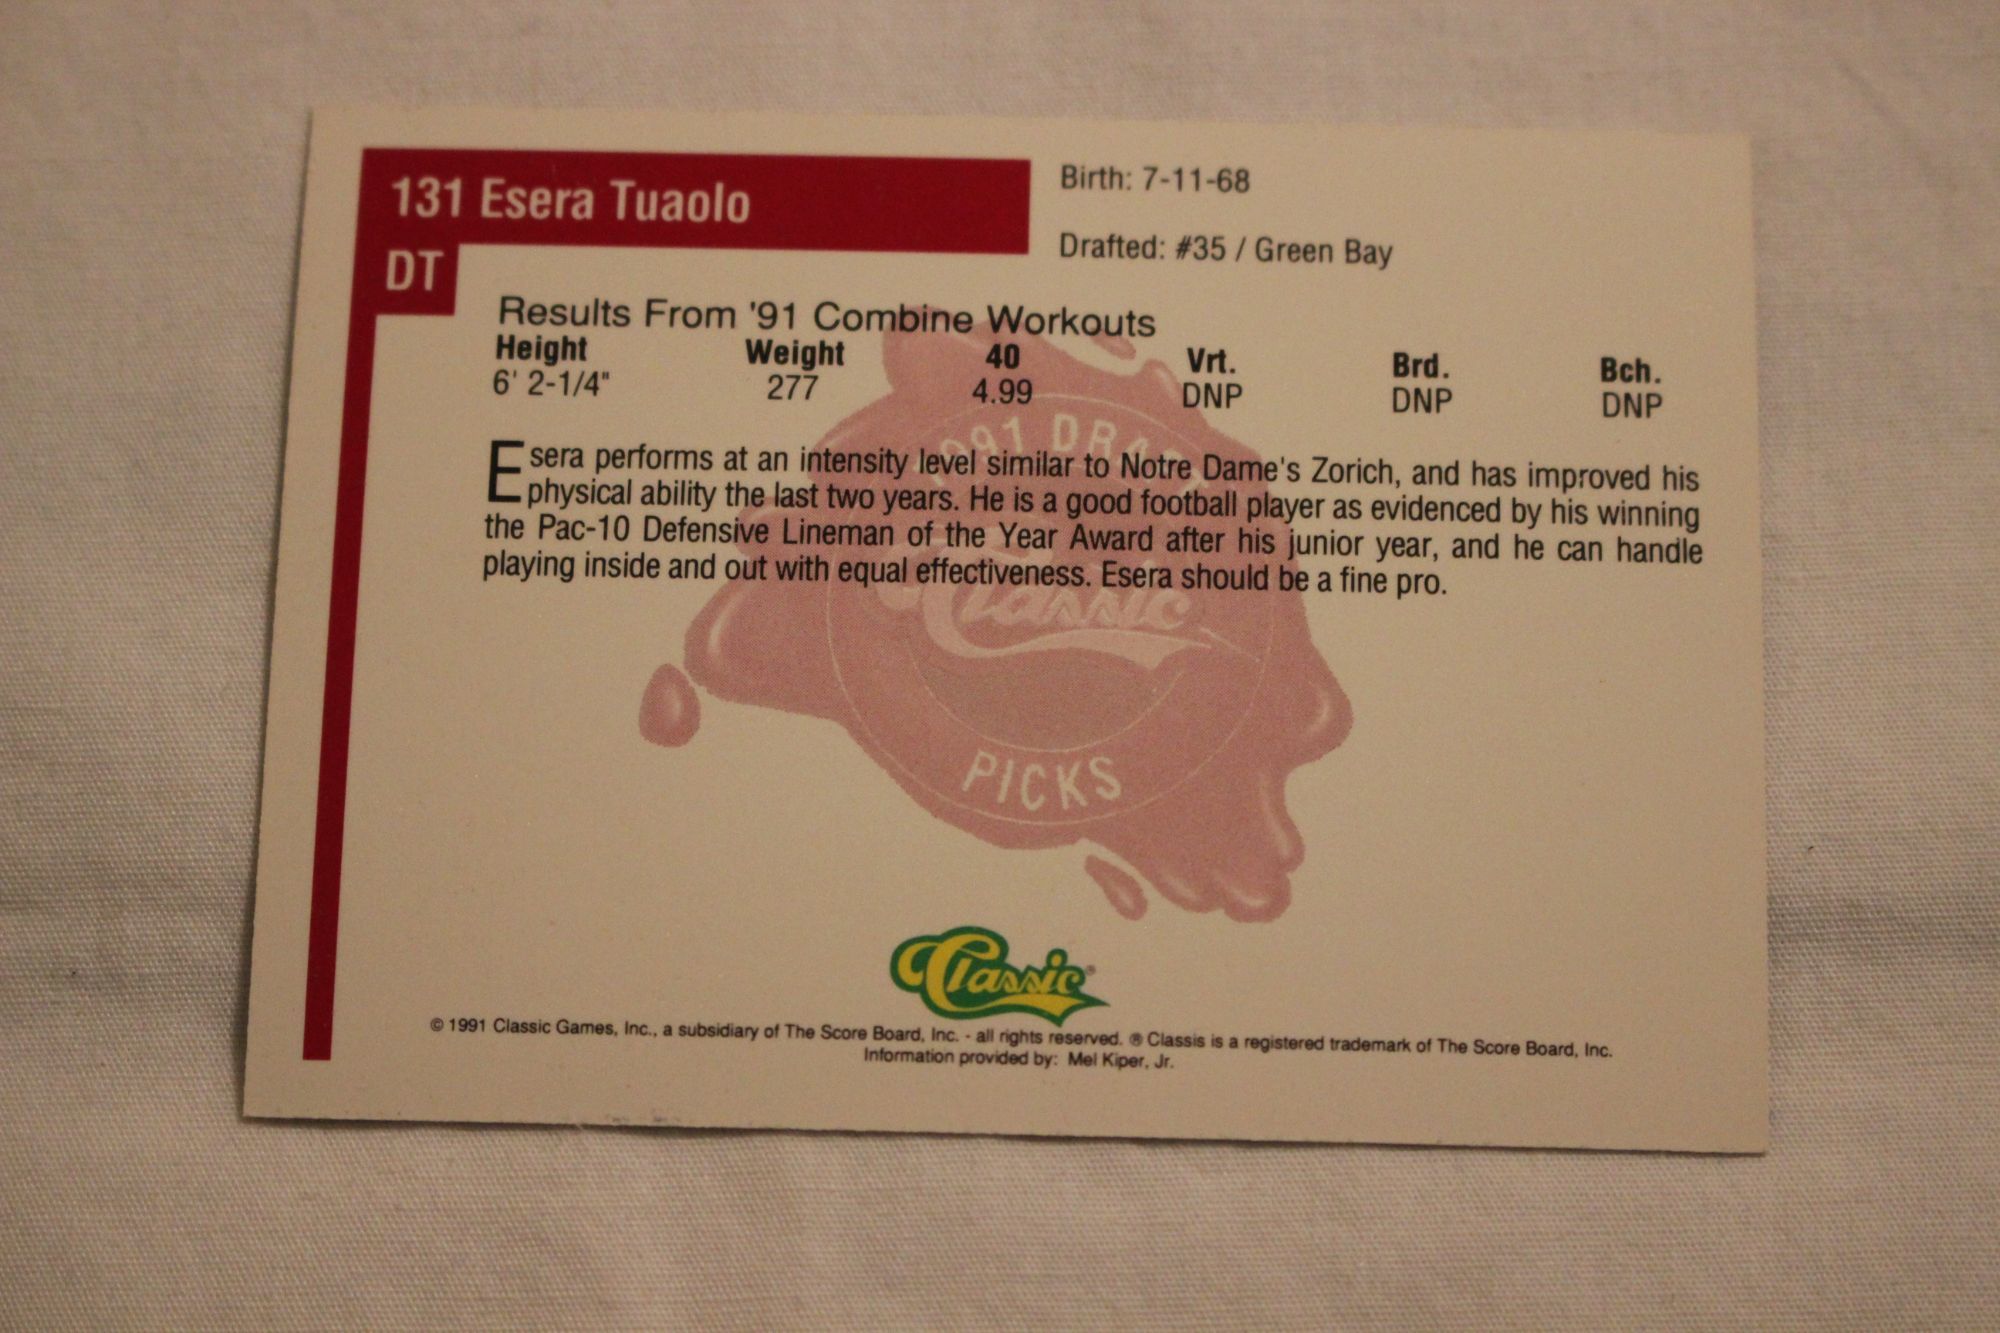 131 Esera Tuaolo
DT
Birth: 7-11-68
Drafted: #35 / Green Bay
Results From '91 Combine Workouts
Height Weight 40 Vrt. Brd. Bch.
6' 2-1/4" 277 4.99 DNP DNP DNP
Esera performs at an intensity level similar to Notre Dame's Zorich, and has improved his
physical ability the last two years. He is a good football player as evidenced by his winning
the Pac-10 Defensive Lineman of the Year Award after his junior year, and he can handle
playing inside and out with equal effectiveness. Esera should be a fine pro.
1991 DRAFT
Classic
PICKS
Classic®
© 1991 Classic Games, Inc., a subsidiary of The Score Board, Inc. - all rights reserved. ® Classis is a registered trademark of The Score Board, Inc.
Information provided by: Mel Kiper, Jr.